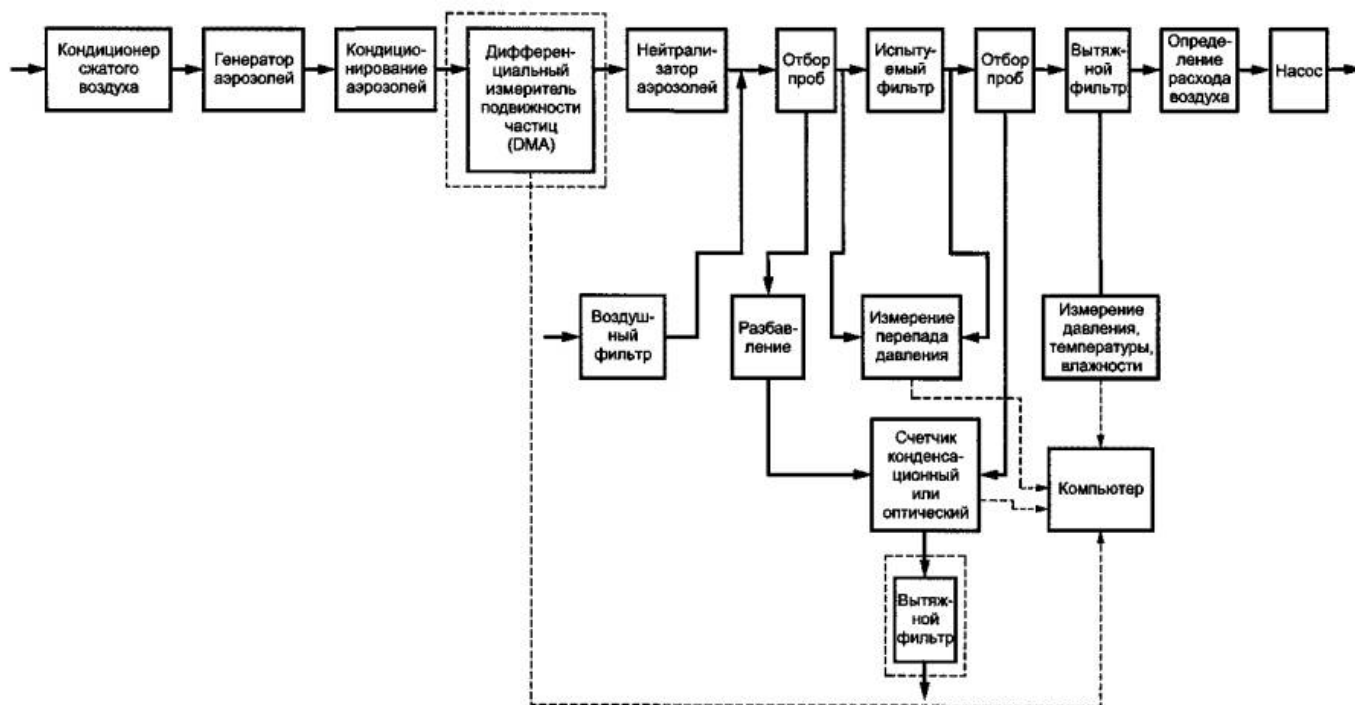 Кондиционер
сжатого
воздуха
Генератор
аэрозолей
Кондицио-
нирование
аэрозолей
Дифферен-
циальный
измеритель
подвижности
частиц
(DMA)
Нейтрали-
затор
аэрозолей
Отбор
проб
Испыту-
емый
фильтр
Отбор
проб
Вытяж-
ной
фильтр
Опреде-
ление
расхода
воздуха
Насос
Воздуш-
ный
фильтр
Разбав-
ление
Измерение
перепада
давления
Измерение
давления,
температуры,
влажности
Счетчик
конденса-
ционный
или
оптический
Компьютер
Вытяж-
ной
фильтр